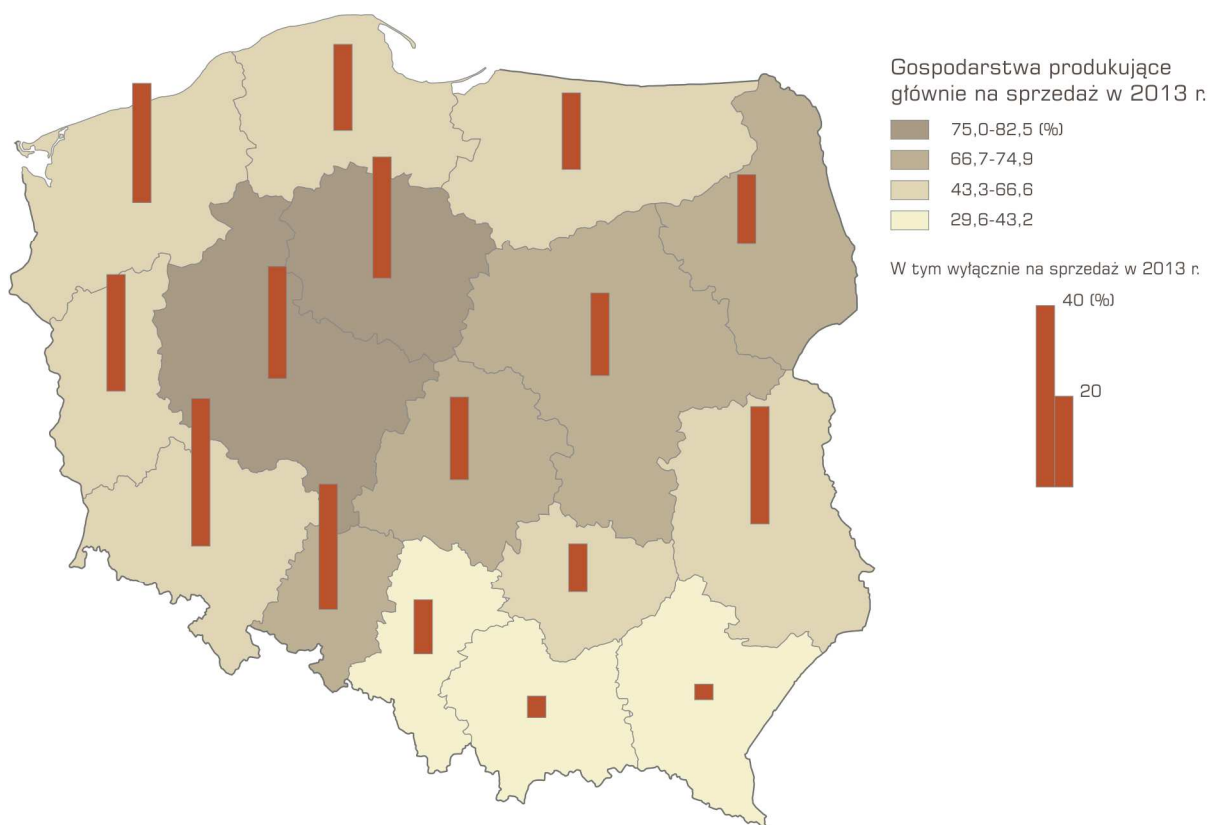 Gospodarstwa produkujące
głównie na sprzedaż w 2013 r.
75,0-82,5 (%)
66,7-74,9
43,3-66,6
29,6-43,2
W tym wyłącznie na sprzedaż w 2013 r.
40 (%)
20